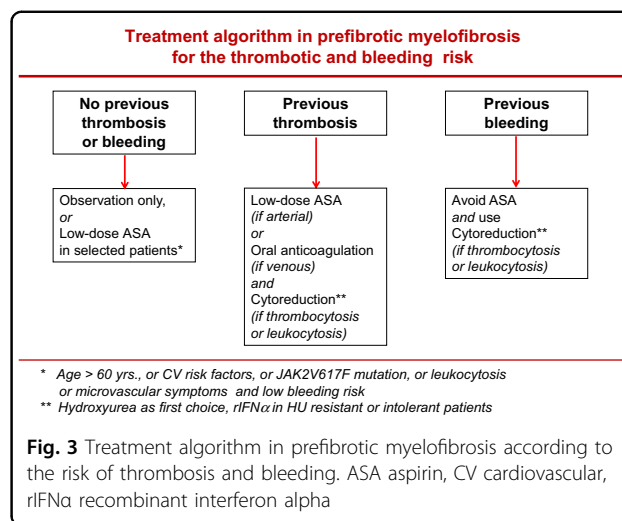 Treatment algorithm in prefibrotic myelofibrosis
for the thrombotic and bleeding risk
No previous
thrombosis
or bleeding
Previous
thrombosis
Previous
bleeding
Observation only,
or
Low-dose ASA
in selected patients*
Low-dose ASA
(if arterial)
or
Oral anticoagulation
(if venous)
and
Cytoreduction**
(if thrombocytosis
or leukocytosis)
Avoid ASA
and use
Cytoreduction**
(if thrombocytosis
or leukocytosis)
* Age > 60 yrs., or CV risk factors, or JAK2V617F mutation, or leukocytosis
or microvascular symptoms and low bleeding risk
** Hydroxyurea as first choice, rIFNα in HU resistant or intolerant patients
Fig. 3 Treatment algorithm in prefibrotic myelofibrosis according to
the risk of thrombosis and bleeding. ASA aspirin, CV cardiovascular,
rIFNα recombinant interferon alpha